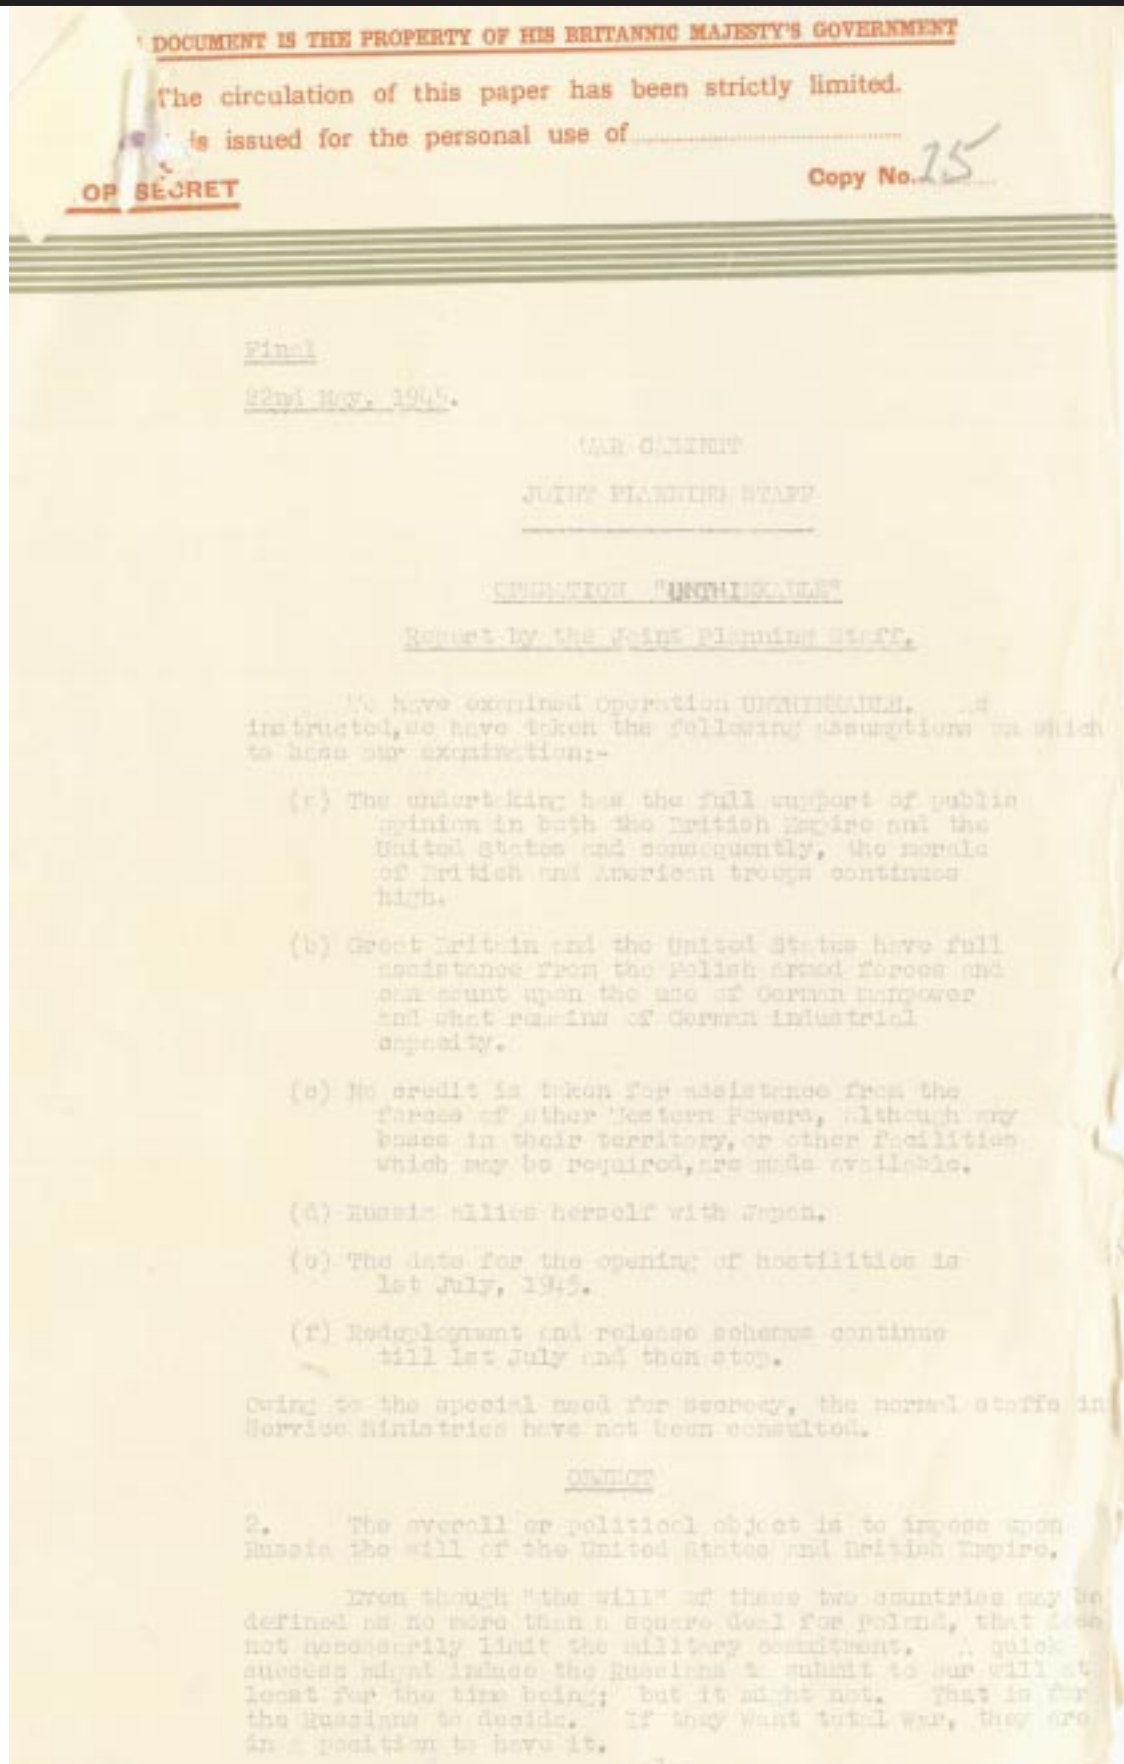 DOCUMENT IS THE PROPERTY OF HIS BRITANNIC MAJESTY'S GOVERNMENT
The circulation of this paper has been strictly limited.
is issued for the personal use of
OP SECRET
Copy No. 15
Final
22nd May, 1945.
WAR CABINET
JOINT PLANNING STAFF
OPERATION "UNTHINKABLE"
Report by the Joint Planning Staff.
We have examined Operation UNTHINKABLE. As
instructed, we have taken the following assumptions on which
to base our examination:-
(a) The undertaking has the full support of public
opinion in both the British Empire and the
United States and consequently, the morale
of British and American troops continues
high.
(b) Great Britain and the United States have full
assistance from the Polish armed forces and
can count upon the use of German manpower
and what remains of German industrial
capacity.
(c) No credit is taken for assistance from the
forces of other Western Powers, although any
bases in their territory, or other facilities
which may be required, are made available.
(d) Russia allies herself with Japan.
(e) The date for the opening of hostilities is
1st July, 1945.
(f) Redeployment and release schemes continue
till 1st July and then stop.
Owing to the special need for secrecy, the normal staffs in
Service Ministries have not been consulted.
OBJECT
2. The overall or political object is to impose upon
Russia the will of the United States and British Empire.
Even though "the will" of these two countries may be
defined as no more than a square deal for Poland, that does
not necessarily limit the military commitment. A quick
success might induce the Russians to submit to our will at
least for the time being; but it might not. That is for
the Russians to decide. If they want total war, they are
in a position to have it.